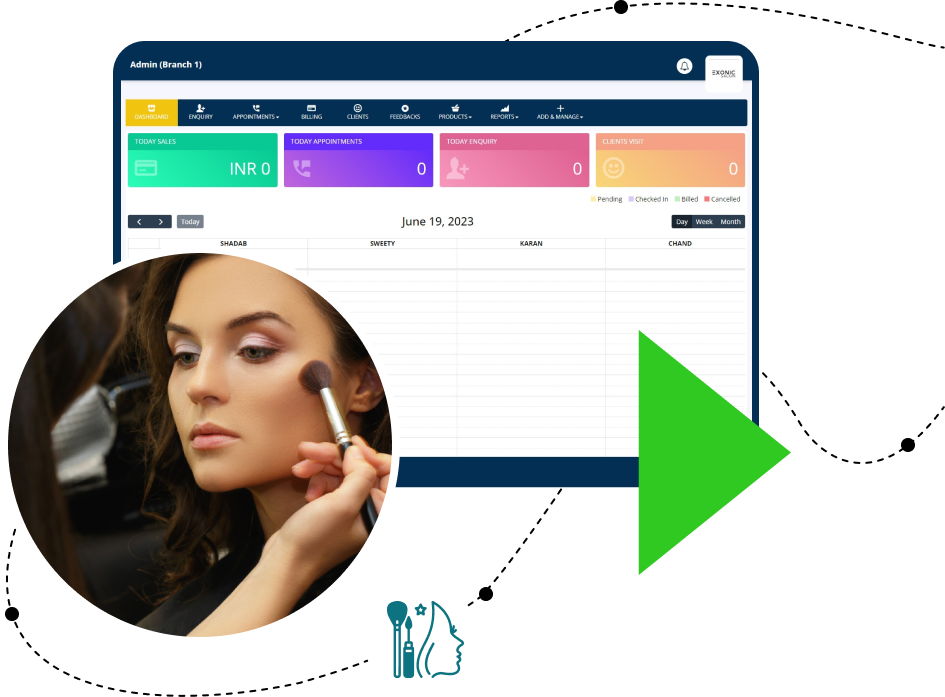 Admin (Branch 1)
EXONIC
SALON
DASHBOARD
ENQUIRY
APPOINTMENTS
BILLING
CLIENTS
FEEDBACKS
PRODUCTS
REPORTS
ADD & MANAGE
TODAY SALES
INR 0
TODAY APPOINTMENTS
0
TODAY ENQUIRY
0
CLIENTS VISIT
0
Pending Checked In Billed Cancelled
Today
June 19, 2023
Day Week Month
SHADAB SWEETY KARAN CHAND